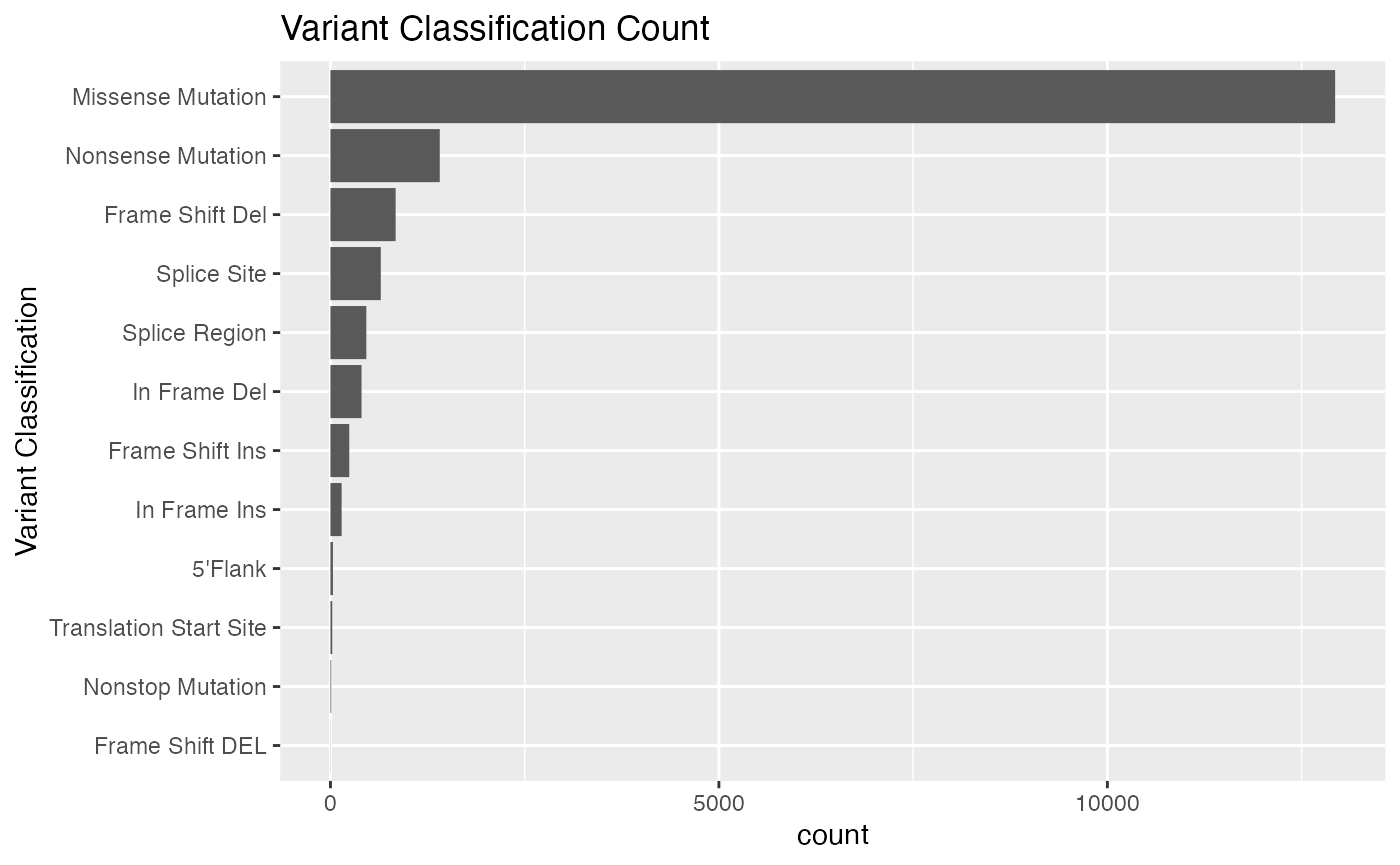 Variant Classification Count
Variant Classification
Missense Mutation
Nonsense Mutation
Frame Shift Del
Splice Site
Splice Region
In Frame Del
Frame Shift Ins
In Frame Ins
5'Flank
Translation Start Site
Nonstop Mutation
Frame Shift DEL
0 5000 10000
count